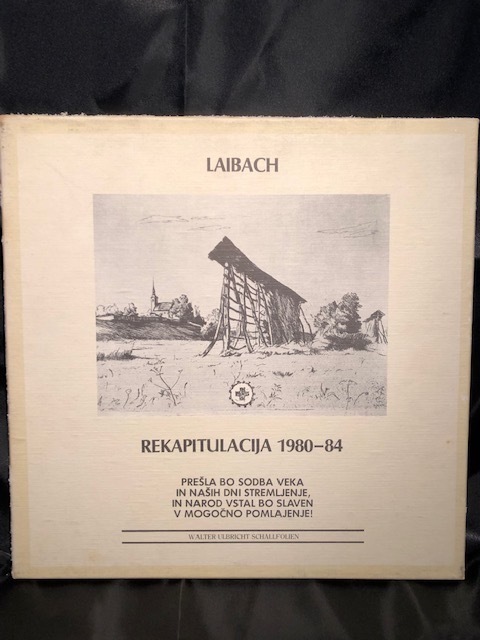 LAIBACH
REKAPITULACIJA 1980–84
PREŠLA BO SODBA VEKA
IN NAŠIH DNI STREMLJENJE,
IN NAROD VSTAL BO SLAVEN
V MOGOČNO POMLAJENJE!
WALTER ULBRICHT SCHALLFOLIEN